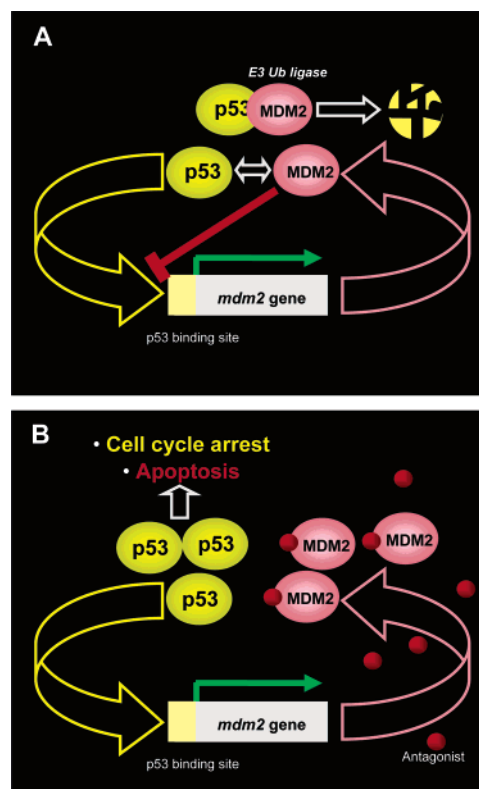 A
E3 Ub ligase
p53 MDM2
p53 MDM2
mdm2 gene
p53 binding site
B
• Cell cycle arrest
• Apoptosis
p53 p53 MDM2 MDM2
p53 MDM2
mdm2 gene
p53 binding site
Antagonist